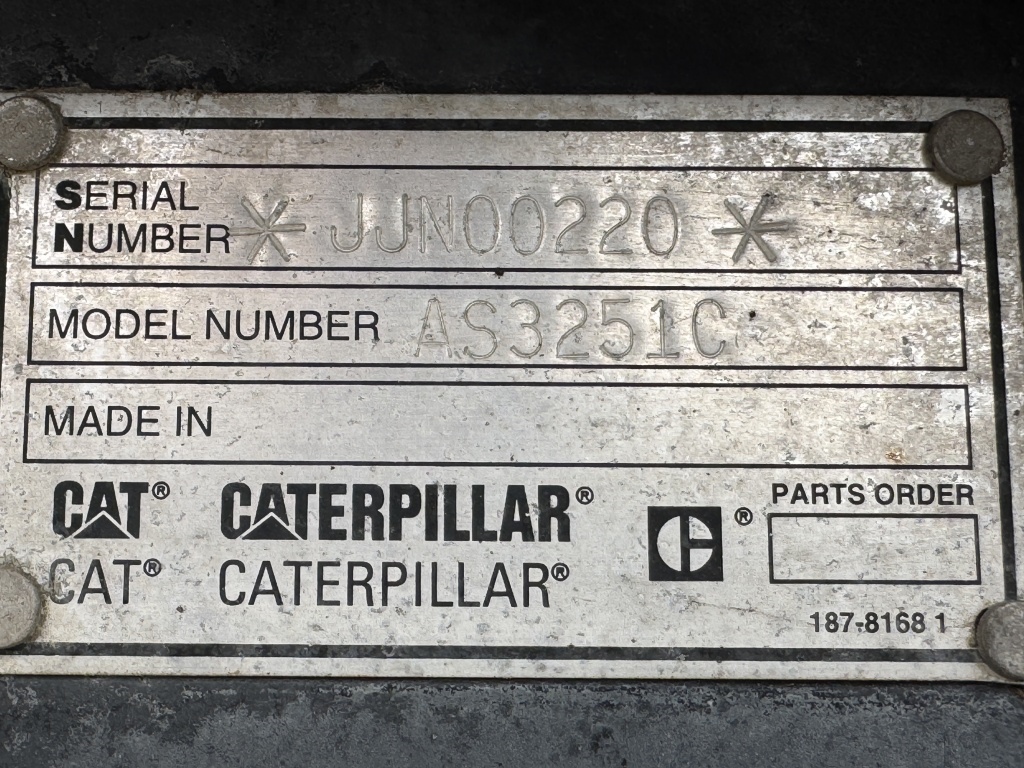 SERIAL
NUMBER * JJN00220 *
MODEL NUMBER AS3251C
MADE IN
CAT® CATERPILLAR®
PARTS ORDER
CAT® CATERPILLAR®
187-8168 1